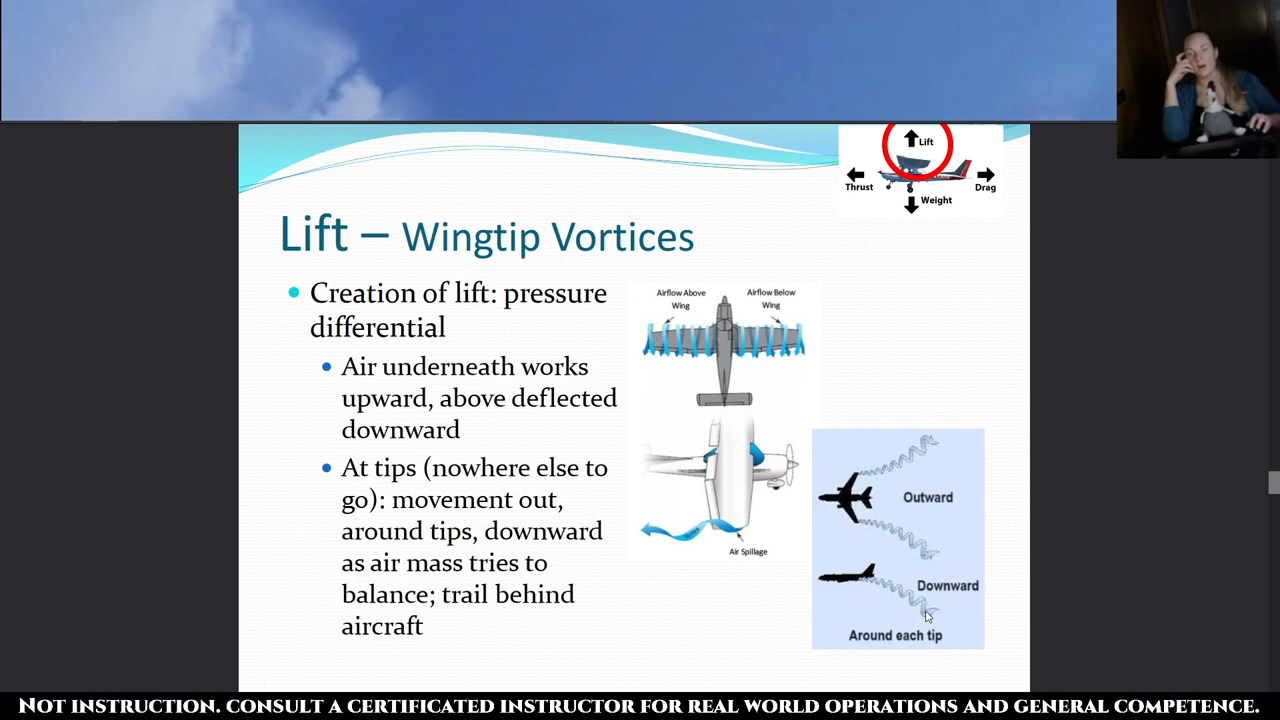 Lift
Thrust
Drag
Weight
Lift – Wingtip Vortices
Creation of lift: pressure
differential
Air underneath works
upward, above deflected
downward
At tips (nowhere else to
go): movement out,
around tips, downward
as air mass tries to
balance; trail behind
aircraft
Airflow Above
Wing
Airflow Below
Wing
Vortex
Air Spillage
Outward
Downward
Around each tip
NOT INSTRUCTION. CONSULT A CERTIFICATED INSTRUCTOR FOR REAL WORLD OPERATIONS AND GENERAL COMPETENCE.